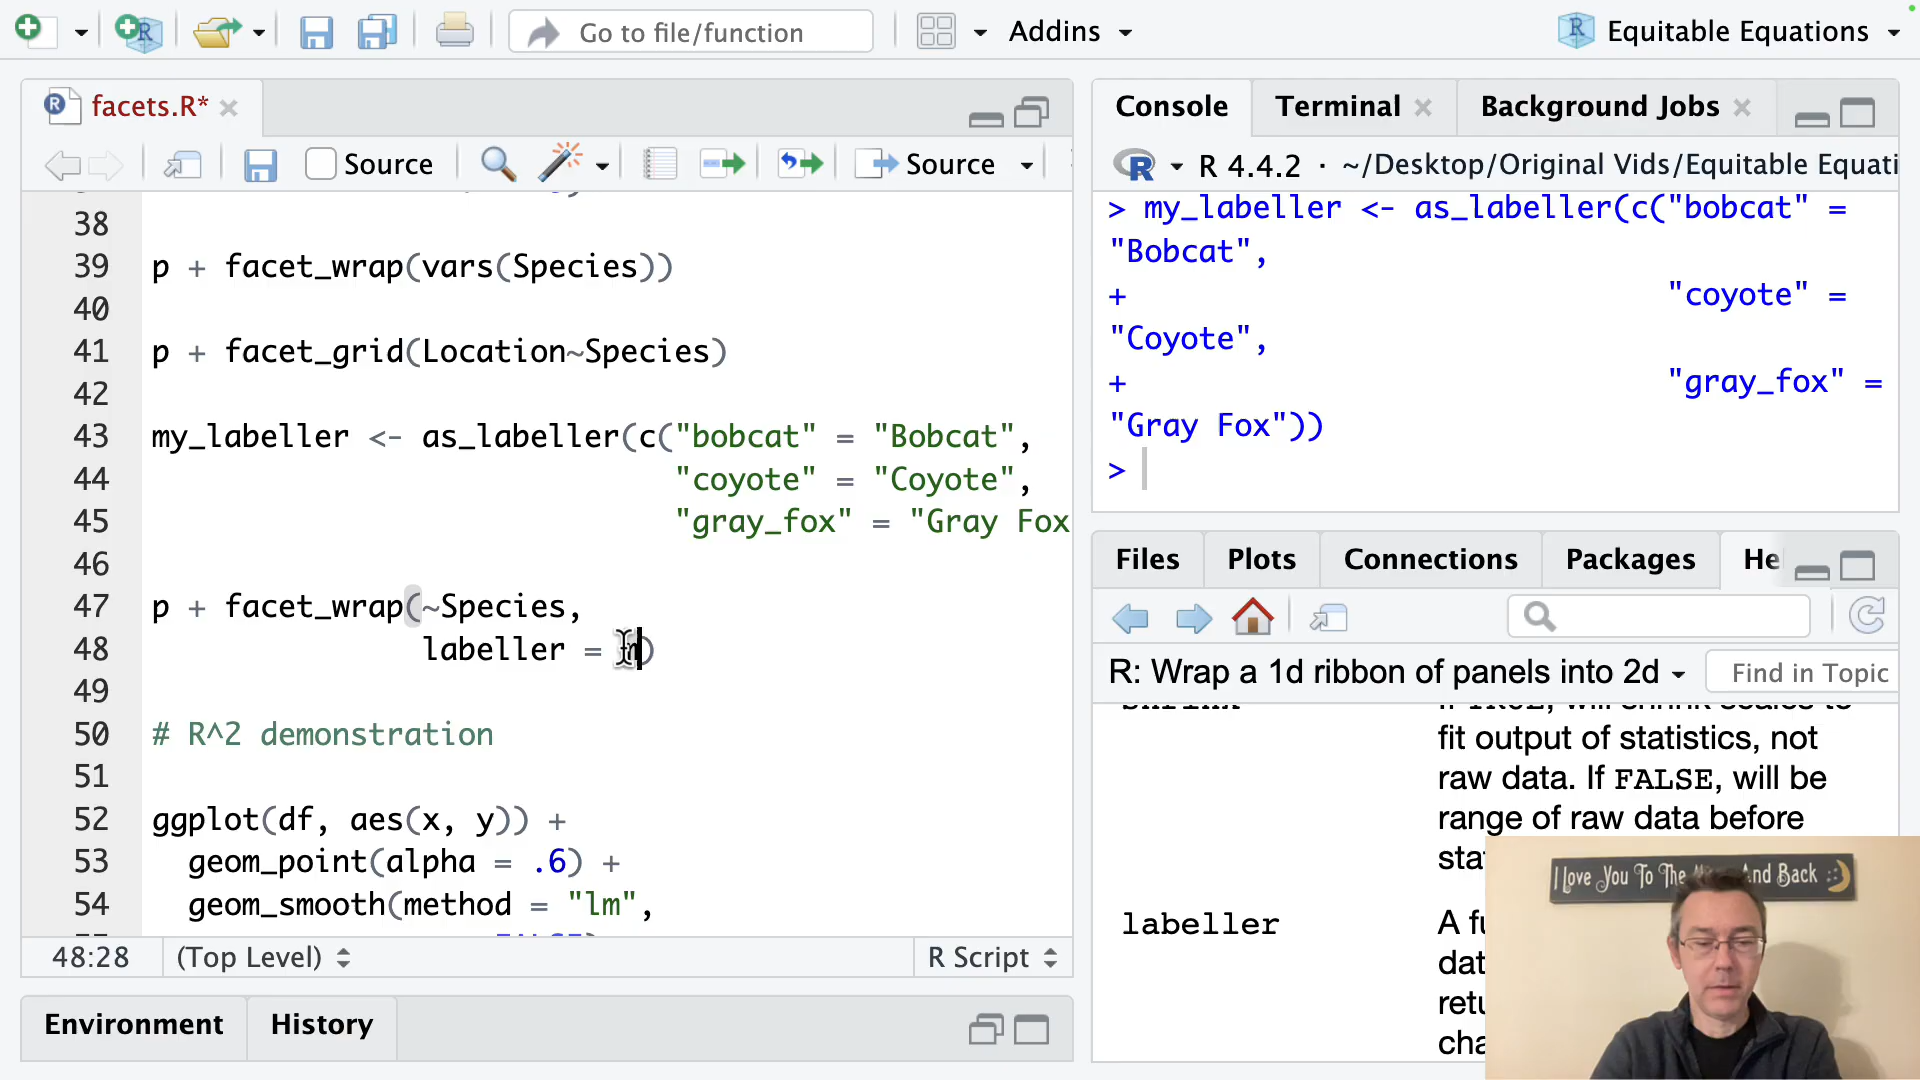 Go to file/function
Addins
Equitable Equations
facets.R*
Source
Source
38
39 p + facet_wrap(vars(Species))
40
41 p + facet_grid(Location~Species)
42
43 my_labeller <- as_labeller(c("bobcat" = "Bobcat",
44 "coyote" = "Coyote",
45 "gray_fox" = "Gray Fox
46
47 p + facet_wrap(~Species,
48 labeller = m)
49
50 # R^2 demonstration
51
52 ggplot(df, aes(x, y)) +
53 geom_point(alpha = .6) +
54 geom_smooth(method = "lm",
48:28
(Top Level)
R Script
Environment
History
Console
Terminal
Background Jobs
R 4.4.2 · ~/Desktop/Original Vids/Equitable Equati
> my_labeller <- as_labeller(c("bobcat" =
"Bobcat",
+ "coyote" =
"Coyote",
+ "gray_fox" =
"Gray Fox"))
>
Files
Plots
Connections
Packages
He
R: Wrap a 1d ribbon of panels into 2d
Find in Topic
fit output of statistics, not
raw data. If FALSE, will be
range of raw data before
sta
labeller
A fu
dat
retu
cha
I Love You To The And Back